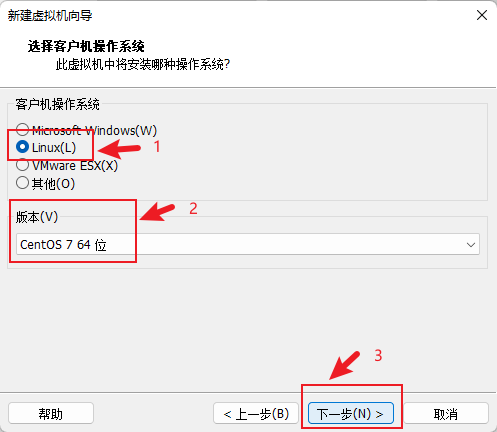 新建虚拟机向导
选择客户机操作系统
此虚拟机中将安装哪种操作系统?
客户机操作系统
Microsoft Windows(W)
Linux(L)
1
VMware ESX(X)
其他(O)
版本(V)
2
CentOS 7 64 位
3
帮助
< 上一步(B)
下一步(N) >
取消